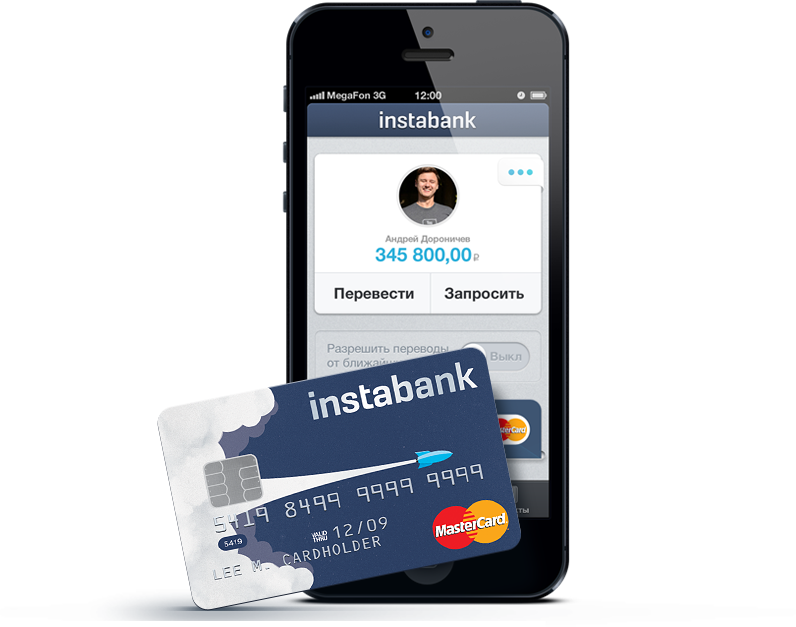 MegaFon 3G 12:00
instabank
Андрей Дороничев
345 800,00 ₽
Перевести Запросить
Разрешить переводы
от Выкл
instabank
MasterCard
5419 8499 9999 9999
5419 VALID THRU 12/09
LEE M. CARDHOLDER
MasterCard